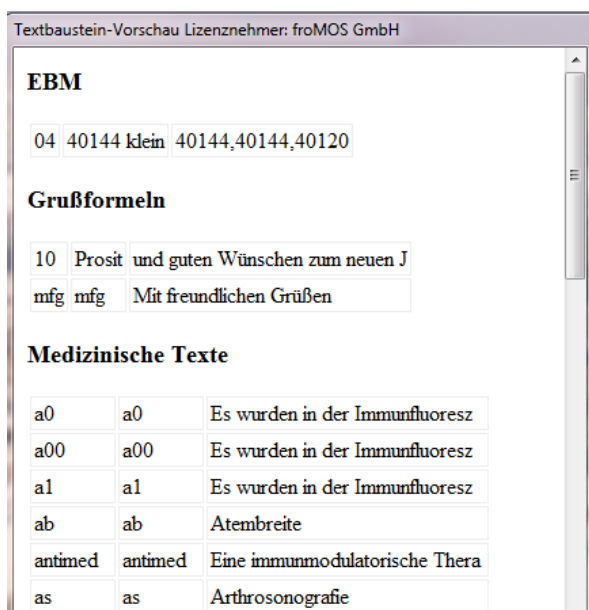 Textbaustein-Vorschau Lizenznehmer: froMOS GmbH
EBM
04 40144 klein 40144,40144,40120
Grußformeln
10 Prosit und guten Wünschen zum neuen J
mfg mfg Mit freundlichen Grüßen
Medizinische Texte
a0 a0 Es wurden in der Immunfluoresz
a00 a00 Es wurden in der Immunfluoresz
a1 a1 Es wurden in der Immunfluoresz
ab ab Atembreite
antimed antimed Eine immunmodulatorische Thera
as as Arthrosonografie